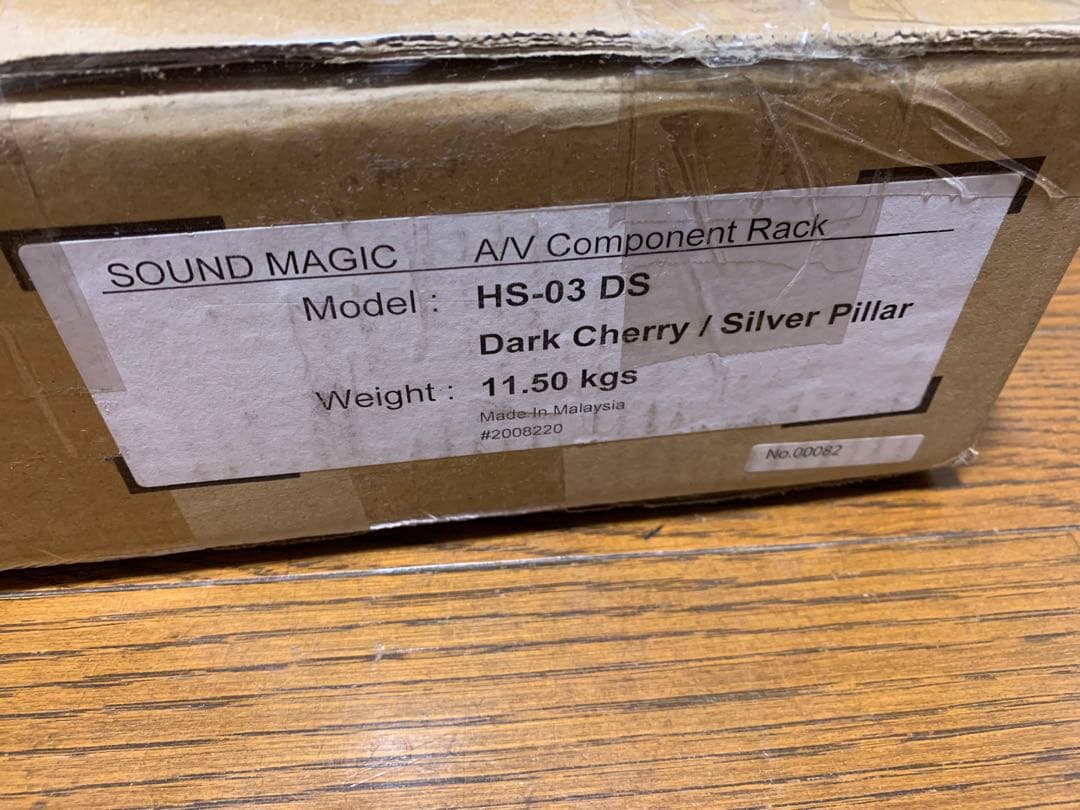 SOUND MAGIC A/V Component Rack
Model : HS-03 DS
Dark Cherry / Silver Pillar
Weight : 11.50 kgs
Made In Malaysia
#2008220
No.00082